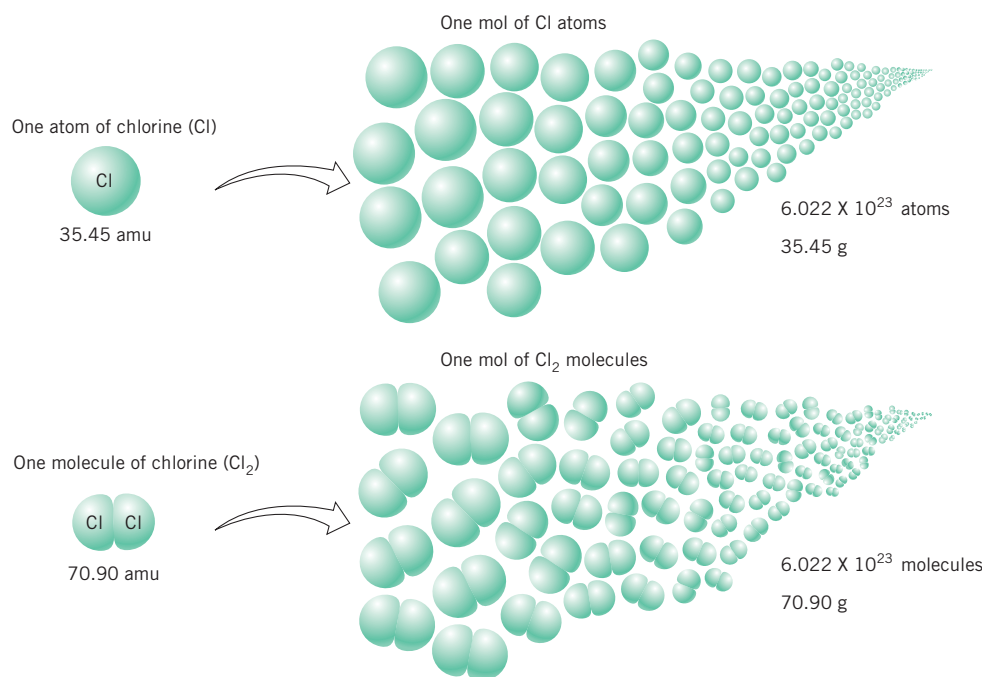 One mol of Cl atoms
One atom of chlorine (Cl)
Cl
35.45 amu
6.022 X 10²³ atoms
35.45 g
One mol of Cl₂ molecules
One molecule of chlorine (Cl₂)
Cl Cl
70.90 amu
6.022 X 10²³ molecules
70.90 g